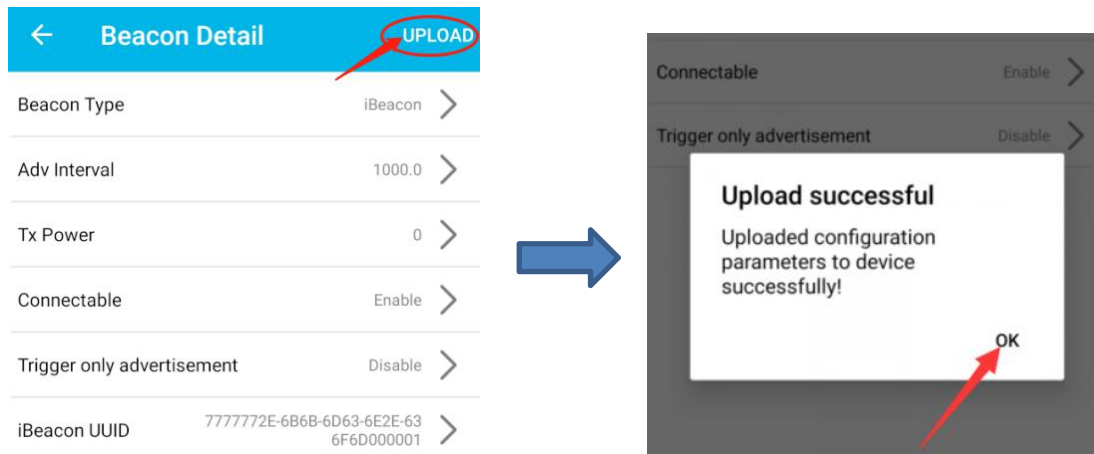 Beacon Detail UPLOAD
Beacon Type iBeacon
Adv Interval 1000.0
Tx Power 0
Connectable Enable
Trigger only advertisement Disable
iBeacon UUID 7777772E-6B6B-6D63-6E2E-63
6F6D000001
Connectable Enable
Trigger only advertisement Disable
Upload successful
Uploaded configuration
parameters to device
successfully!
OK